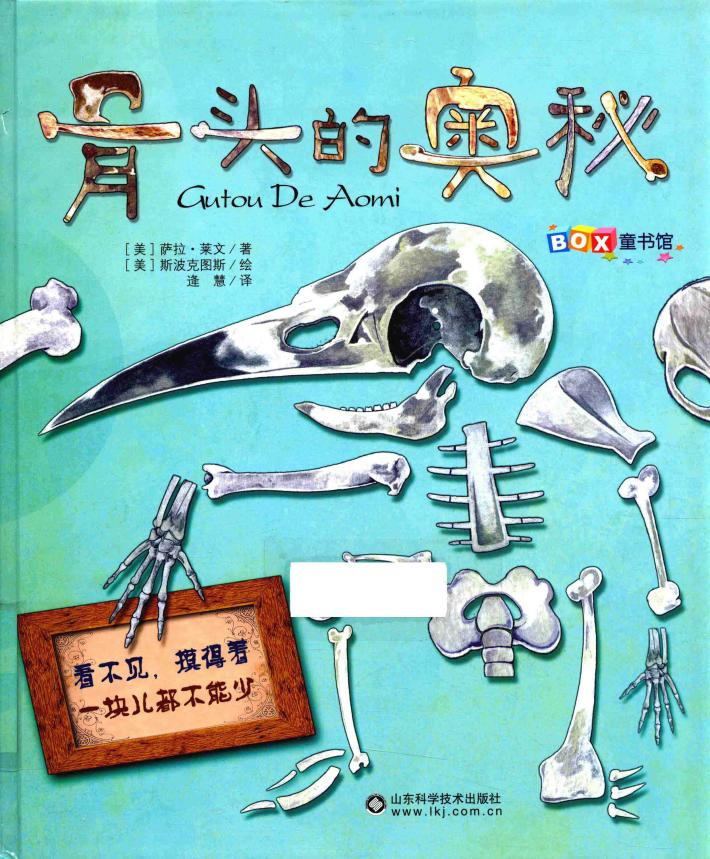 骨头的奥秘
Gutou De Aomi
[美]萨拉·莱文/著
[美]斯波克图斯/绘
逢 慧/译
BOX童书馆
看不见,摸得着
一块儿都不能少
山东科学技术出版社
www.lkj.com.cn